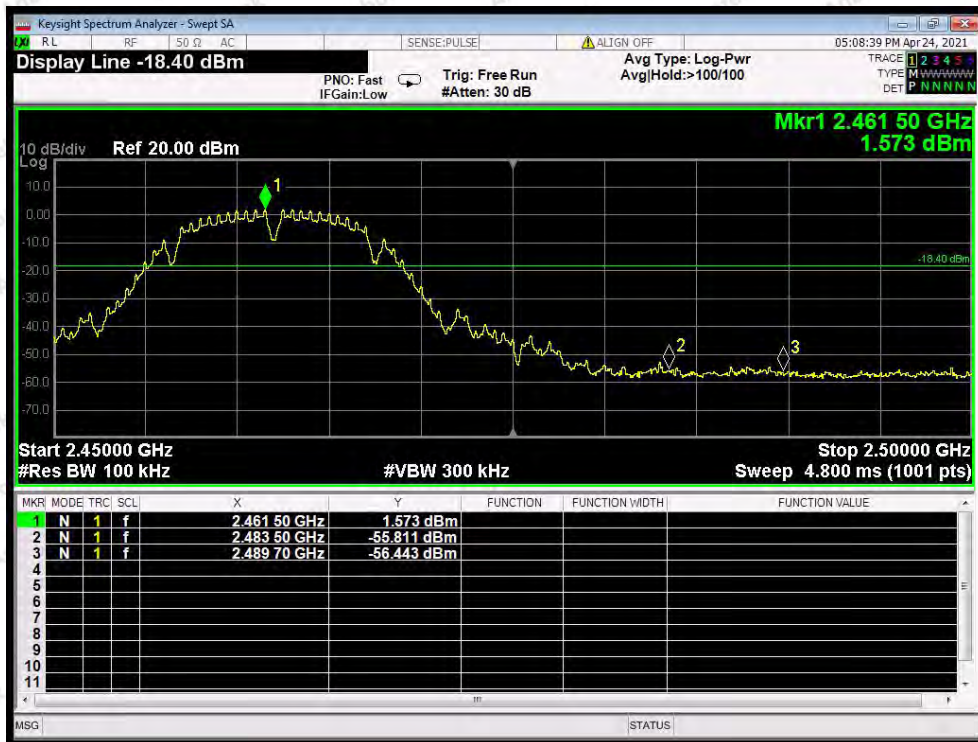 Keysight Spectrum Analyzer - Swept SA
LXI RL RF 50 Ω AC SENSE:PULSE ALIGN OFF 05:08:39 PM Apr 24, 2021
Display Line -18.40 dBm
Avg Type: Log-Pwr
TRACE 1 2 3 4 5 6
PNO: Fast Trig: Free Run Avg|Hold:>100/100
TYPE M WWWWW
IFGain:Low #Atten: 30 dB
DET P N N N N N
Mkr1 2.461 50 GHz
1.573 dBm
10 dB/div Ref 20.00 dBm
Log
10.0
1
0.00
-10.0
-18.40 dBm
-20.0
-30.0
-40.0
-50.0
2 3
-60.0
-70.0
Start 2.45000 GHz Stop 2.50000 GHz
#Res BW 100 kHz #VBW 300 kHz Sweep 4.800 ms (1001 pts)
MKR MODE TRC SCL X Y FUNCTION FUNCTION WIDTH FUNCTION VALUE
1 N 1 f 2.461 50 GHz 1.573 dBm
2 N 1 f 2.483 50 GHz -55.811 dBm
3 N 1 f 2.489 70 GHz -56.443 dBm
4
5
6
7
8
9
10
11
MSG STATUS